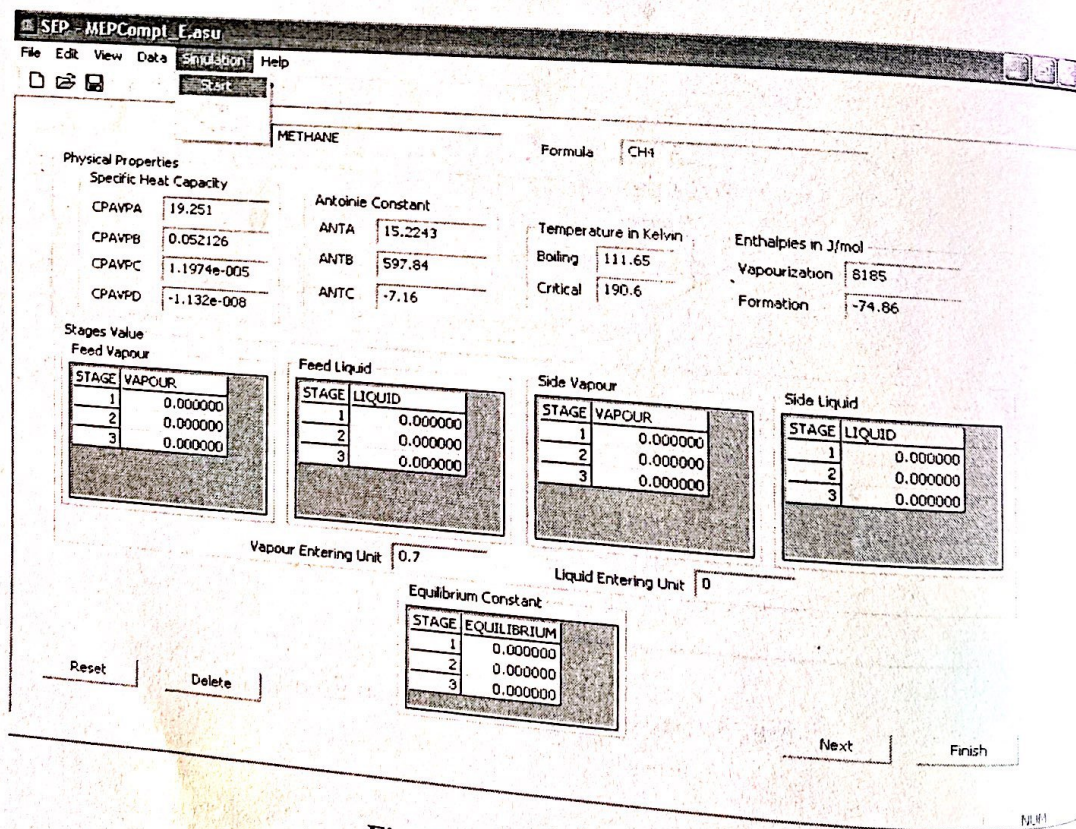 SEP - MEPCompl_E.asu
File Edit View Data Simulation Help
Start
METHANE
Formula CH4
Physical Properties
Specific Heat Capacity
CPAVPA 19.251
CPAVPB 0.052126
CPAVPC 1.1974e-005
CPAVPD -1.132e-008
Antoinie Constant
ANTA 15.2243
ANTB 597.84
ANTC -7.16
Temperature in Kelvin
Boiling 111.65
Critical 190.6
Enthalpies in J/mol
Vapourization 8185
Formation -74.86
Stages Value
Feed Vapour
STAGE VAPOUR
1 0.000000
2 0.000000
3 0.000000
Feed Liquid
STAGE LIQUID
1 0.000000
2 0.000000
3 0.000000
Side Vapour
STAGE VAPOUR
1 0.000000
2 0.000000
3 0.000000
Side Liquid
STAGE LIQUID
1 0.000000
2 0.000000
3 0.000000
Vapour Entering Unit 0.7
Liquid Entering Unit 0
Equilibrium Constant
STAGE EQUILIBRIUM
1 0.000000
2 0.000000
3 0.000000
Reset
Delete
Next
Finish
NUM